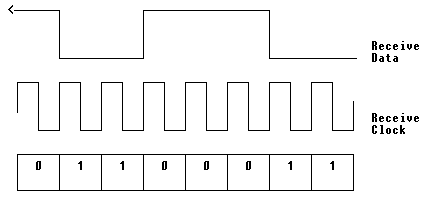 Receive
Data
Receive
Clock
0 1 1 0 0 0 1 1